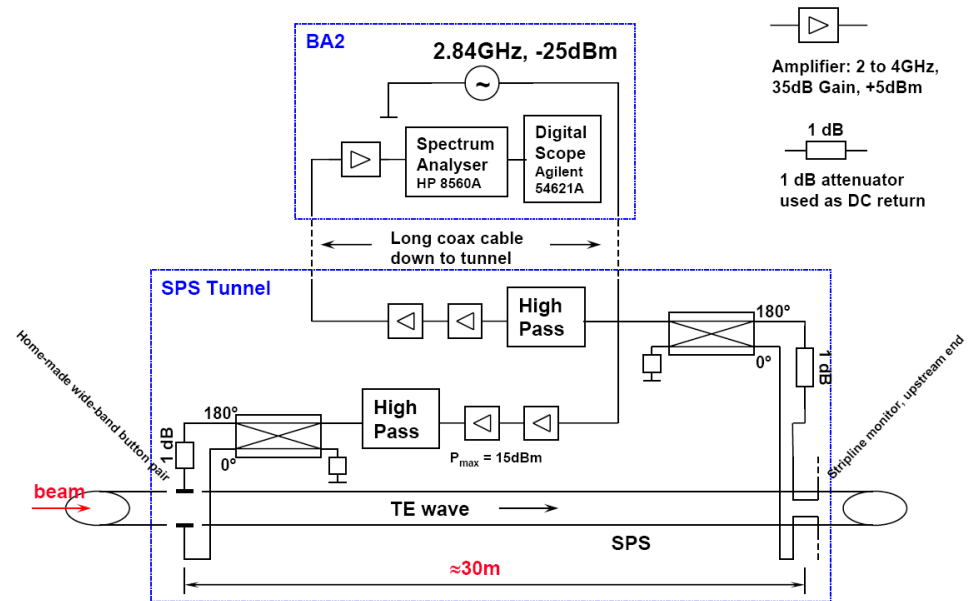 BA2
2.84GHz, -25dBm
~
Spectrum
Analyser
HP 8560A
Digital
Scope
Agilent
54621A
Amplifier: 2 to 4GHz,
35dB Gain, +5dBm
1 dB
1 dB attenuator
used as DC return
Long coax cable
down to tunnel
SPS Tunnel
High
Pass
180°
0°
1 dB
Home-made wide-band button pair
Stripline monitor, upstream end
180°
0°
1 dB
High
Pass
Pmax = 15dBm
beam
TE wave
SPS
≈30m